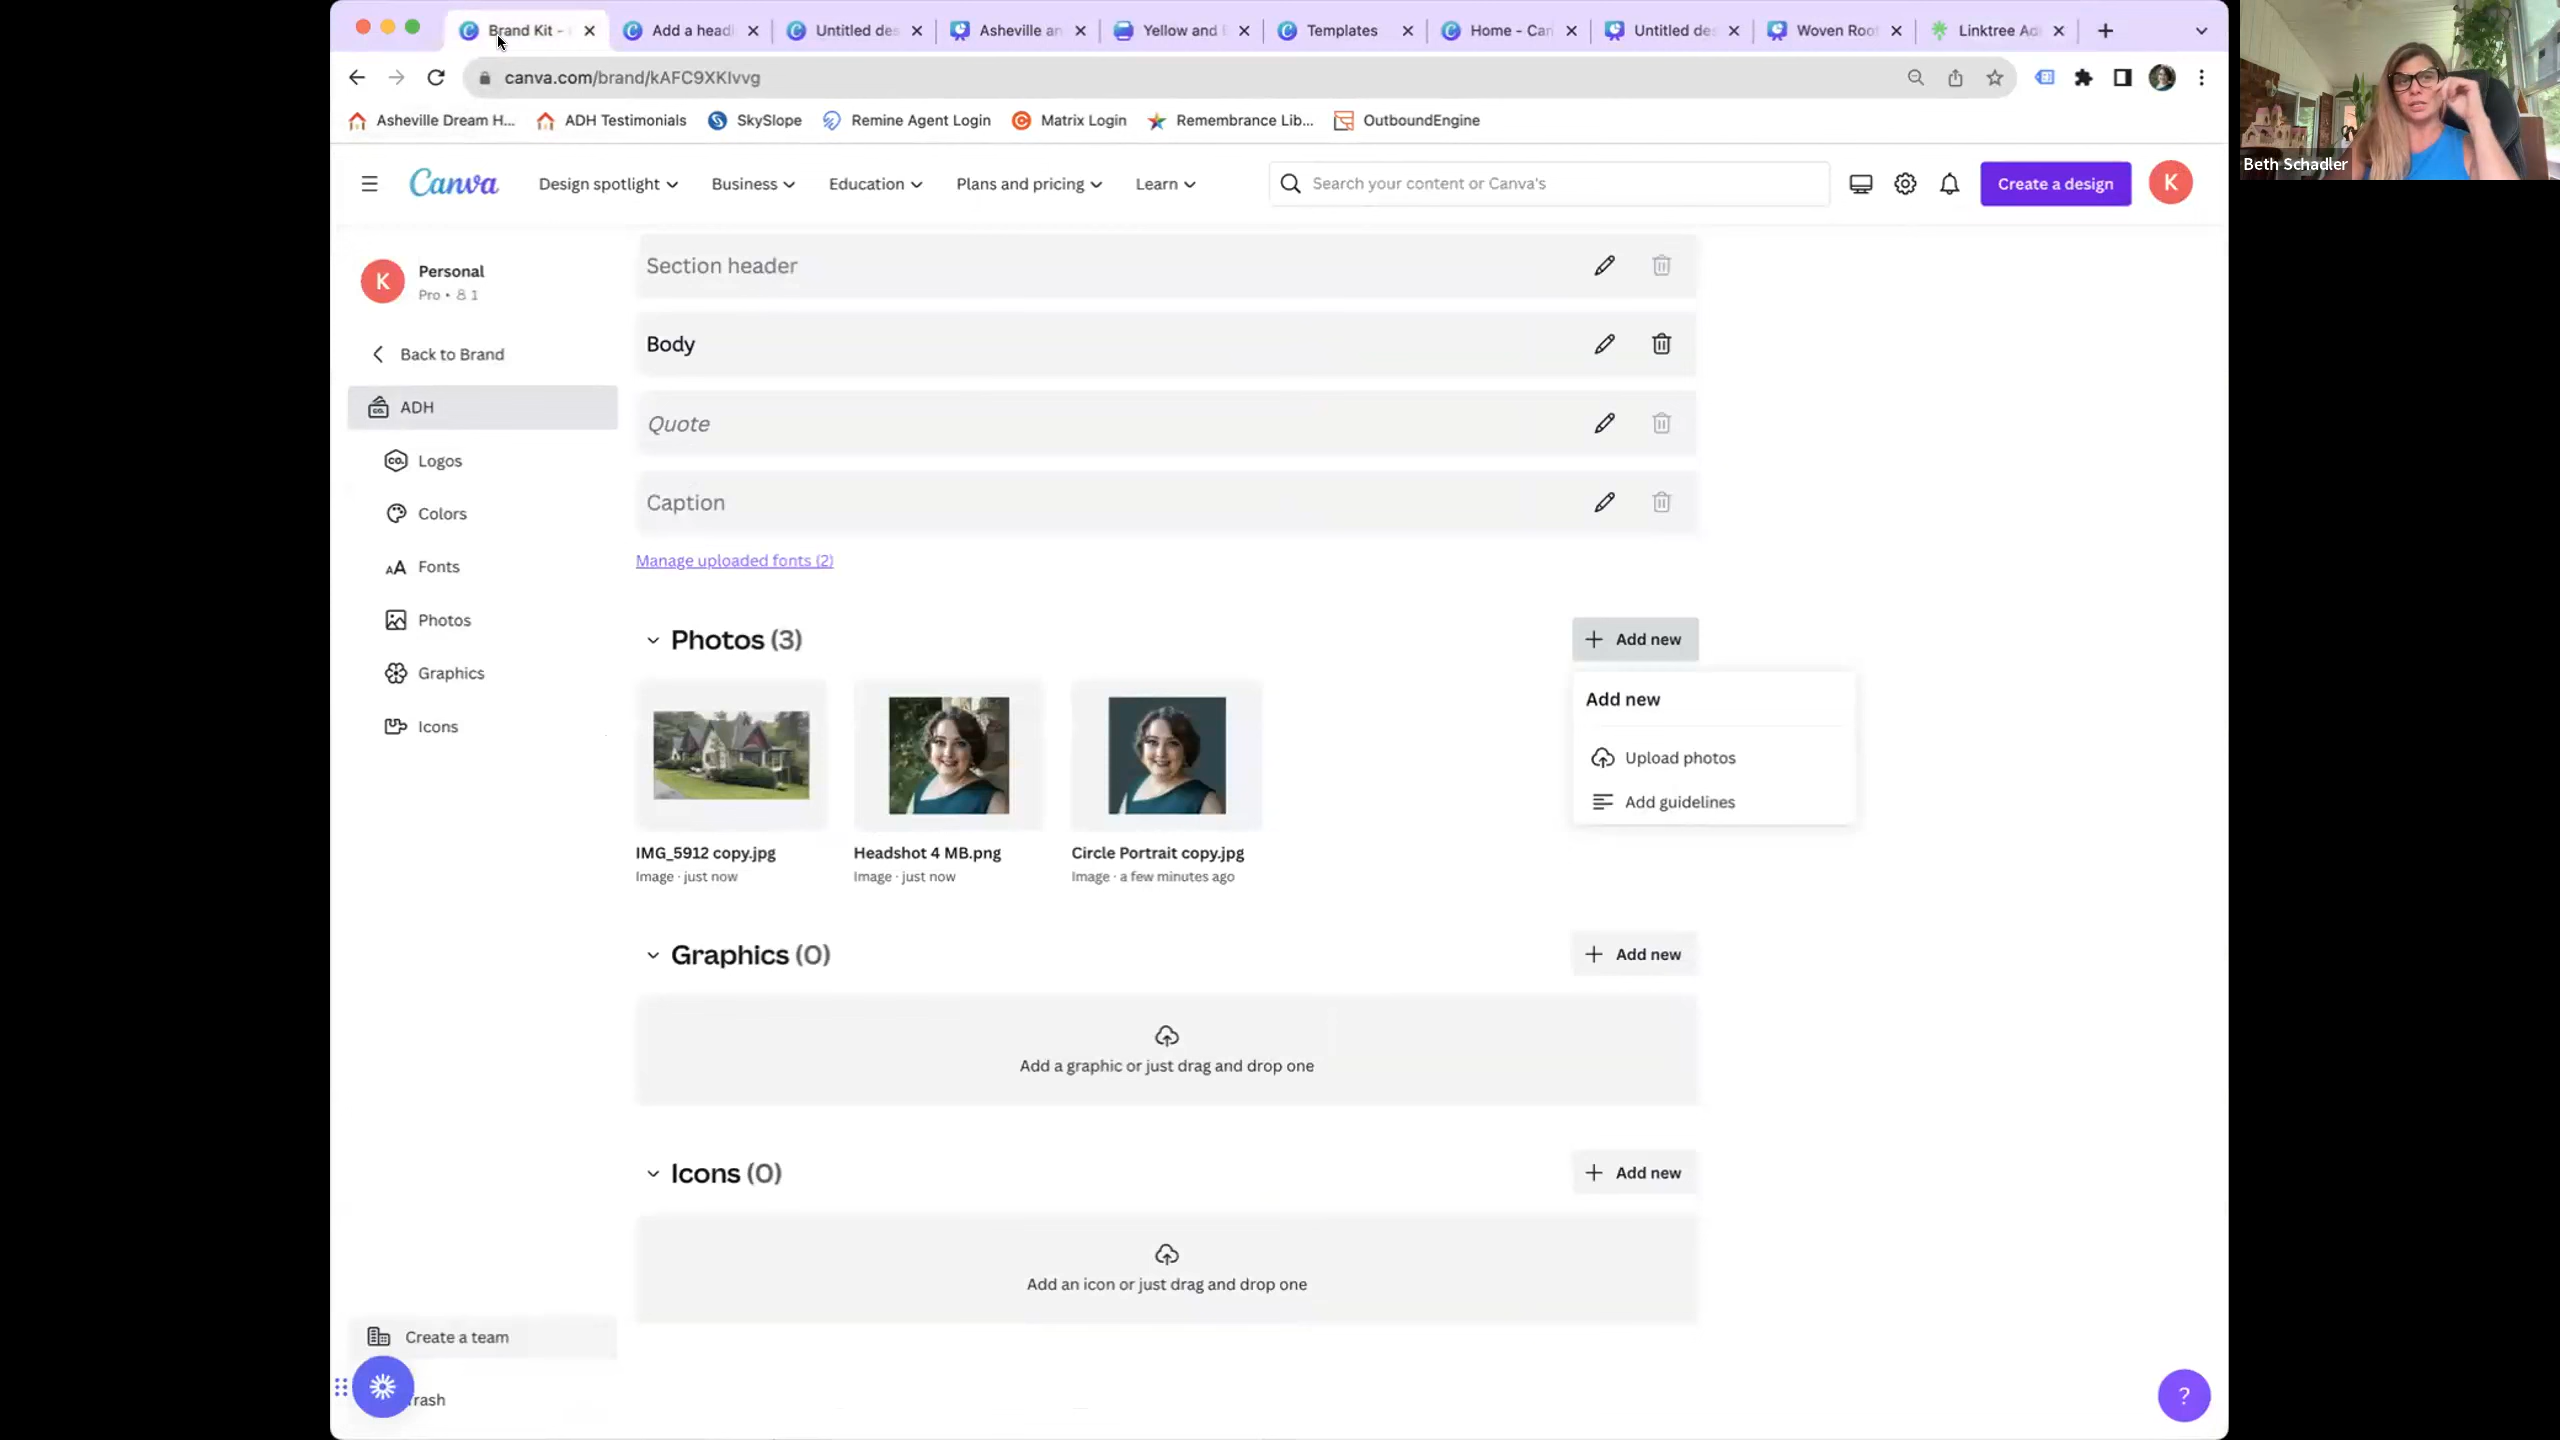 Brand Kit -
Add a head
Untitled des
Asheville an
Yellow and
Templates
Home - Can
Untitled des
Woven Roo
Linktree Ad
canva.com/brand/kAFC9XKIvvg
Asheville Dream H...
ADH Testimonials
SkySlope
Remine Agent Login
Matrix Login
Remembrance Lib...
OutboundEngine
Canva
Design spotlight
Business
Education
Plans and pricing
Learn
Search your content or Canva's
Create a design
K
K
Personal
Pro • 1
Back to Brand
ADH
CO.
Logos
Colors
AA Fonts
Photos
Graphics
Icons
Create a team
rash
Section header
Body
Quote
Caption
Manage uploaded fonts (2)
Photos (3)
+ Add new
Add new
Upload photos
Add guidelines
IMG_5912 copy.jpg
Image · just now
Headshot 4 MB.png
Image · just now
Circle Portrait copy.jpg
Image · a few minutes ago
Graphics (0)
+ Add new
Add a graphic or just drag and drop one
Icons (0)
+ Add new
Add an icon or just drag and drop one
?
Beth Schadler